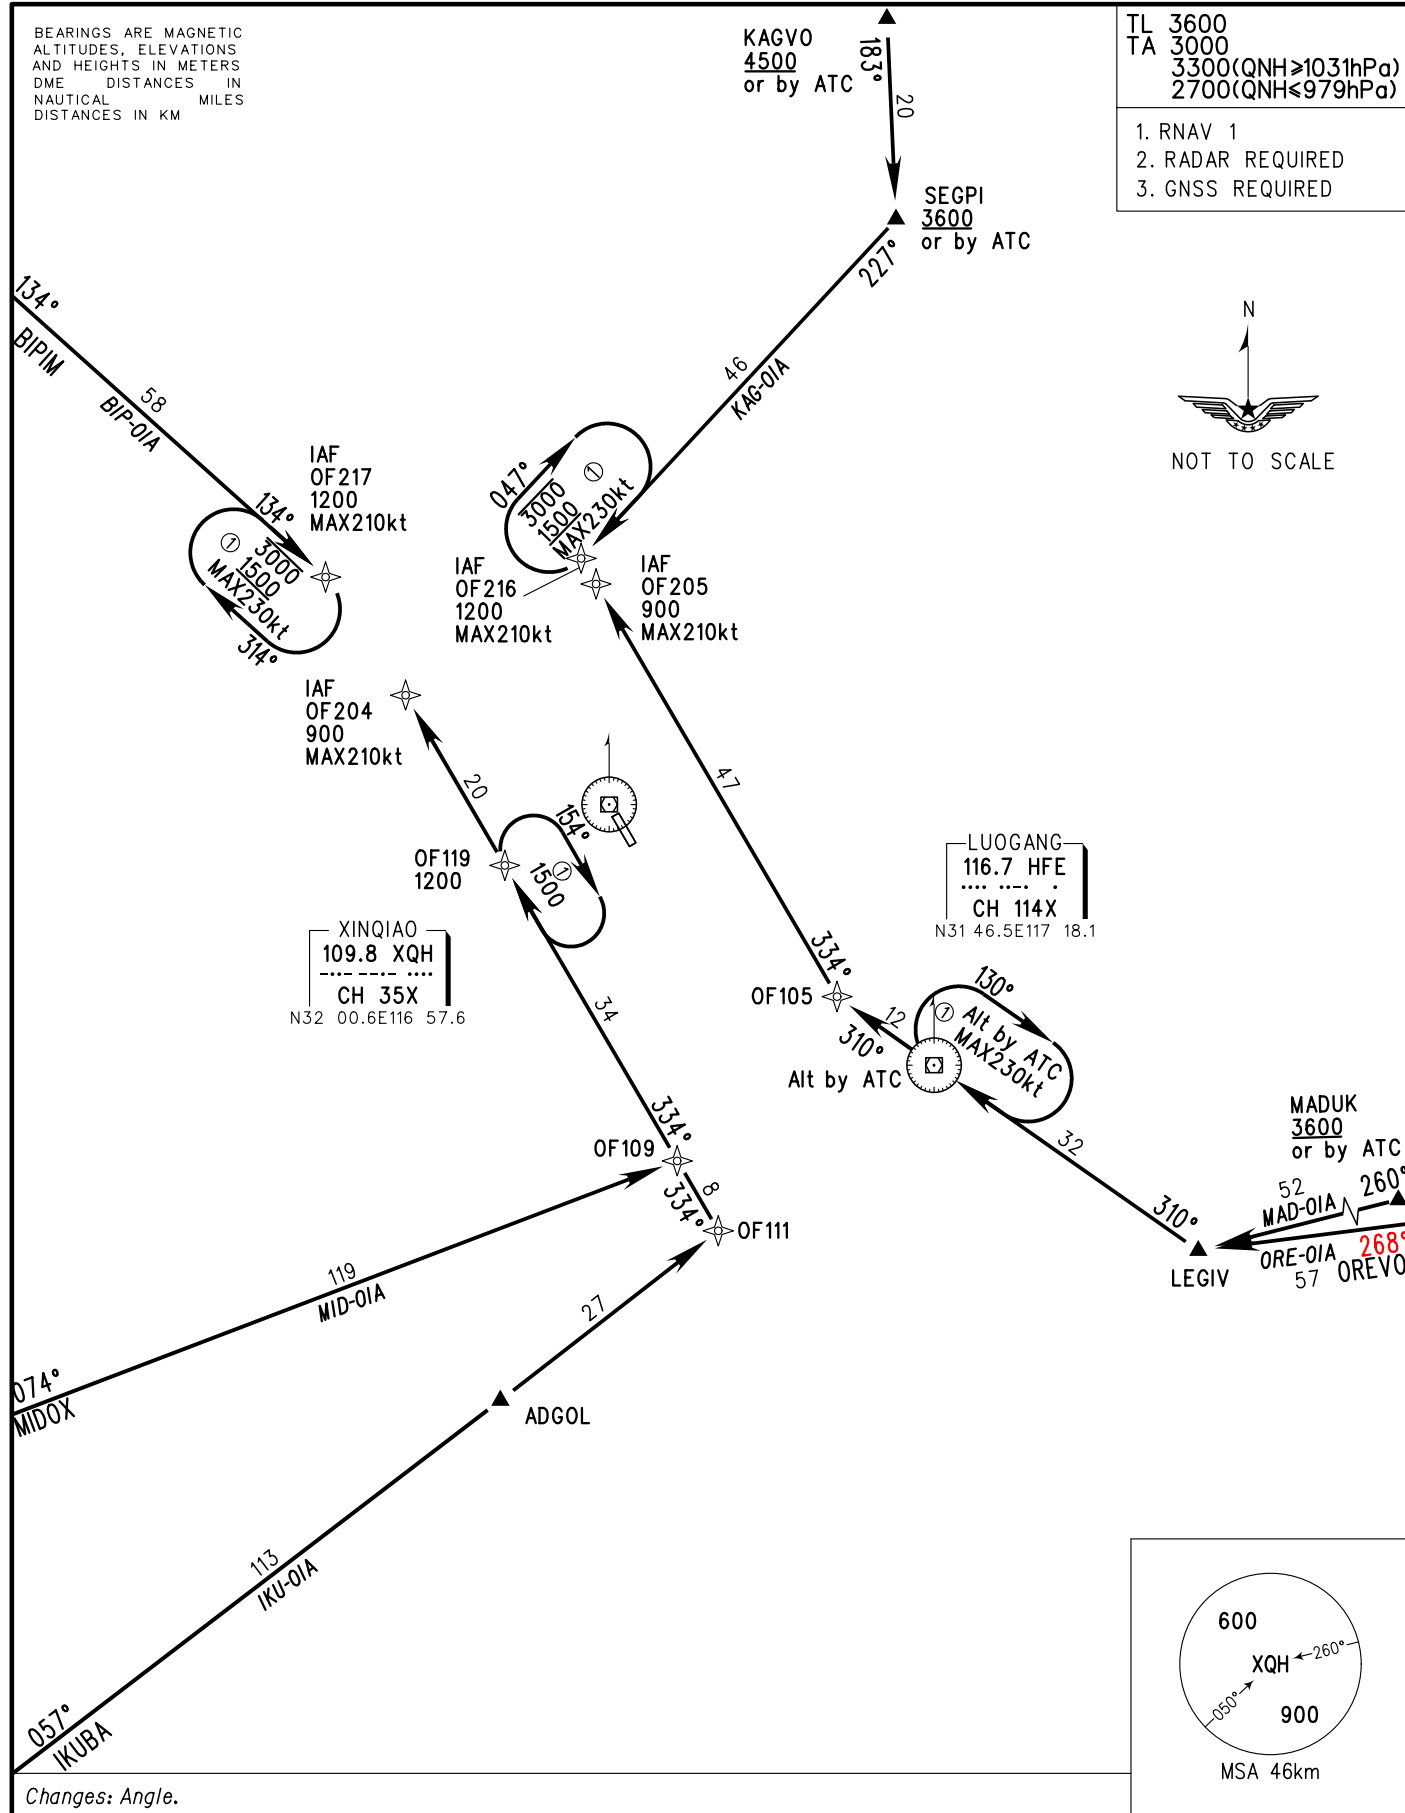 BEARINGS ARE MAGNETIC
ALTITUDES, ELEVATIONS
AND HEIGHTS IN METERS
DME DISTANCES IN
NAUTICAL MILES
DISTANCES IN KM
KAGVO
4500
or by ATC
183°
20
TL 3600
TA 3000
3300(QNH≥1031hPa)
2700(QNH≤979hPa)
1. RNAV 1
2. RADAR REQUIRED
3. GNSS REQUIRED
SEGPI
3600
or by ATC
227°
46
KAG-01A
N
NOT TO SCALE
134°
BIPIM
58
BIP-01A
IAF
OF217
1200
MAX210kt
134°
① 3000
1500
MAX230kt
314°
047°
①
3000
1500
MAX230kt
IAF
OF216
1200
MAX210kt
IAF
OF205
900
MAX210kt
IAF
OF204
900
MAX210kt
20
47
154°
① 
1500
OF119
1200
LUOGANG
116.7 HFE
···· ··-· ·
CH 114X
N31 46.5E117 18.1
XINQIAO
109.8 XQH
-··- --·- ····
CH 35X
N32 00.6E116 57.6
34
334°
OF105
12
310°
Alt by ATC
130°
① Alt by ATC
MAX230kt
32
310°
LEGIV
MADUK
3600
or by ATC
52
MAD-01A
260°
ORE-01A
268°
57
OREVO
334°
OF109
8
334°
OF111
119
MID-01A
074°
MIDOX
27
ADGOL
113
IKU-01A
057°
IKUBA
600
XQH
260°
050°
900
MSA 46km
Changes: Angle.